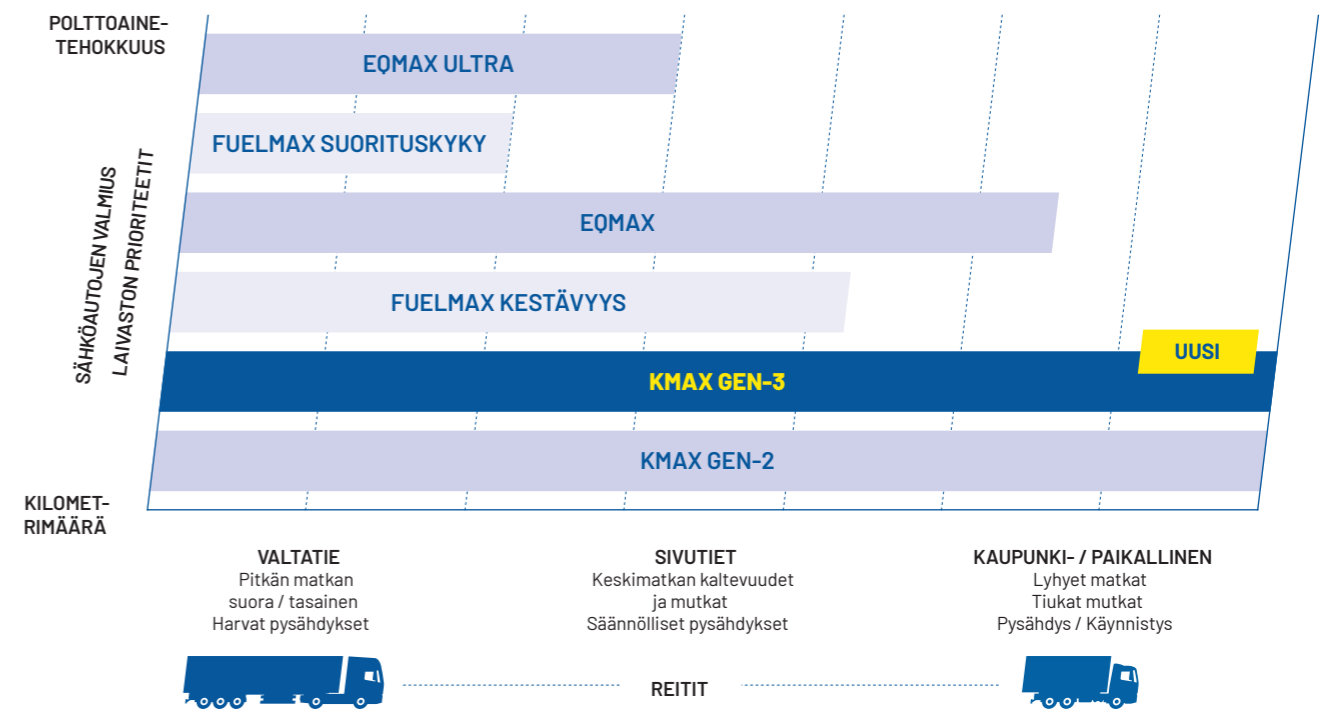 POLTTOAINE-
TEHOKKUUS
EQMAX ULTRA
FUELMAX SUORITUSKYKY
EQMAX
FUELMAX KESTÄVYYS
UUSI
KMAX GEN-3
KMAX GEN-2
SÄHKÖAUTOJEN VALMIUS
LAIVASTON PRIORITEETIT
KILOMET-
RIMÄÄRÄ
VALTATIE
Pitkän matkan
suora / tasainen
Harvat pysähdykset
SIVUTIET
Keskimatkan kaltevuudet
ja mutkat
Säännölliset pysähdykset
KAUPUNKI- / PAIKALLINEN
Lyhyet matkat
Tiukat mutkat
Pysähdys / Käynnistys
REITIT